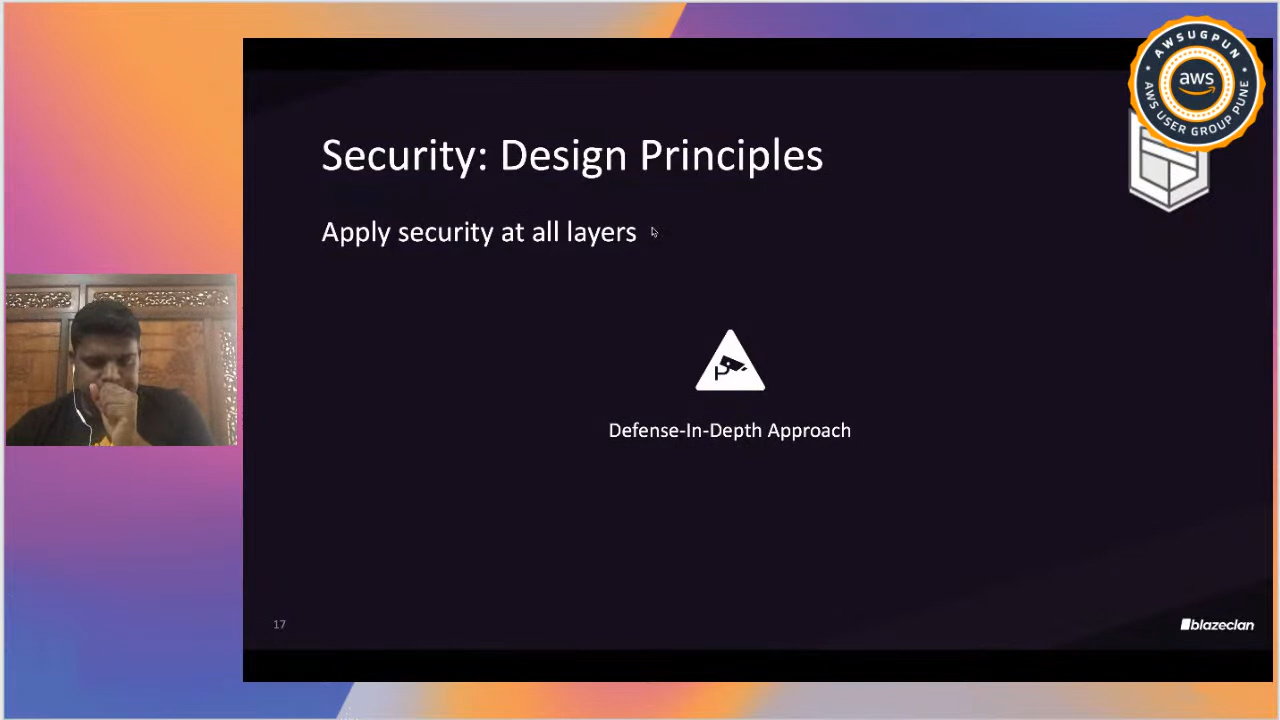 AWSUGPUN
aws
AWS USER GROUP PUNE
Security: Design Principles
Apply security at all layers
Defense-In-Depth Approach
17
blazeclan